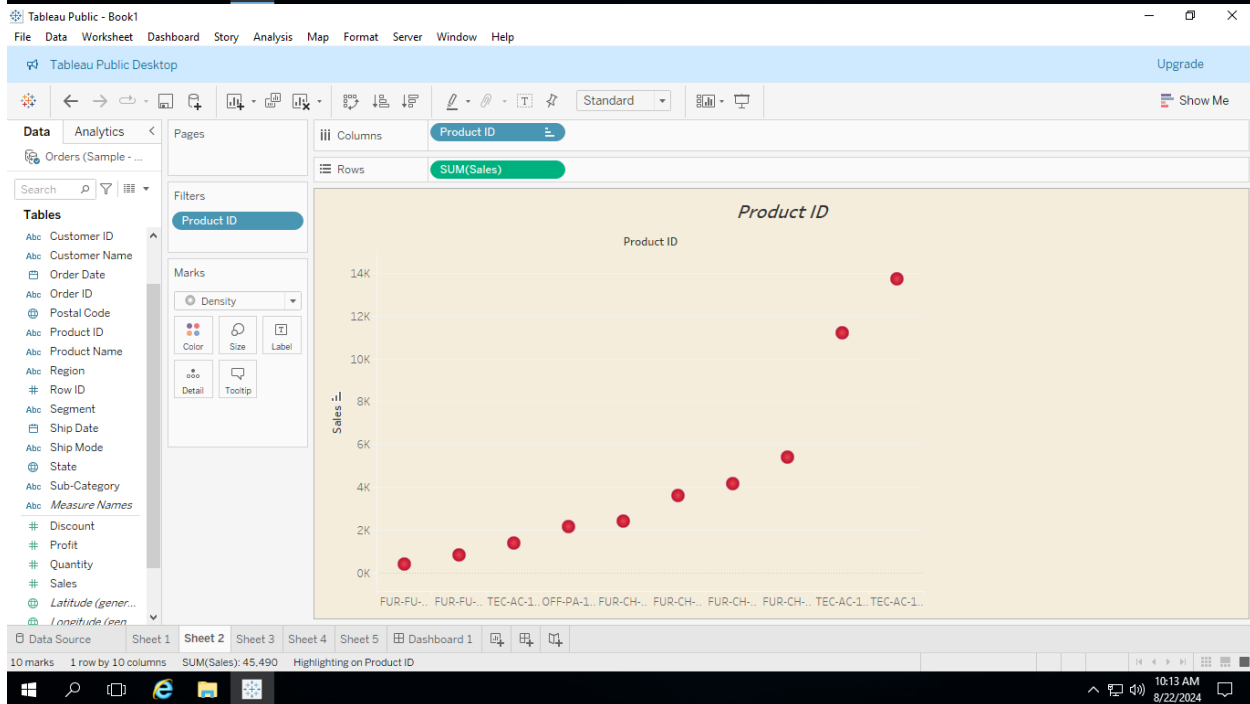 Tableau Public - Book1
File Data Worksheet Dashboard Story Analysis Map Format Server Window Help
Tableau Public Desktop
Upgrade
Standard
Show Me
Data
Analytics
Orders (Sample - ...
Search
Tables
Abc Customer ID
Abc Customer Name
Order Date
Abc Order ID
Postal Code
Abc Product ID
Abc Product Name
Abc Region
# Row ID
Abc Segment
Ship Date
Abc Ship Mode
State
Abc Sub-Category
Abc Measure Names
# Discount
# Profit
# Quantity
# Sales
Latitude (gener...
Longitude (gen
Pages
Filters
Product ID
Marks
Density
Color
Size
T
Label
Detail
Tooltip
Columns
Product ID
Rows
SUM(Sales)
Product ID
Product ID
14K
12K
10K
8K
6K
4K
2K
0K
Sales
FUR-FU-.. FUR-FU-.. TEC-AC-1.. OFF-PA-1.. FUR-CH-.. FUR-CH-.. FUR-CH-.. FUR-CH-.. TEC-AC-1.. TEC-AC-1..
Data Source
Sheet 1
Sheet 2
Sheet 3
Sheet 4
Sheet 5
Dashboard 1
10 marks 1 row by 10 columns SUM(Sales): 45,490 Highlighting on Product ID
10:13 AM
8/22/2024